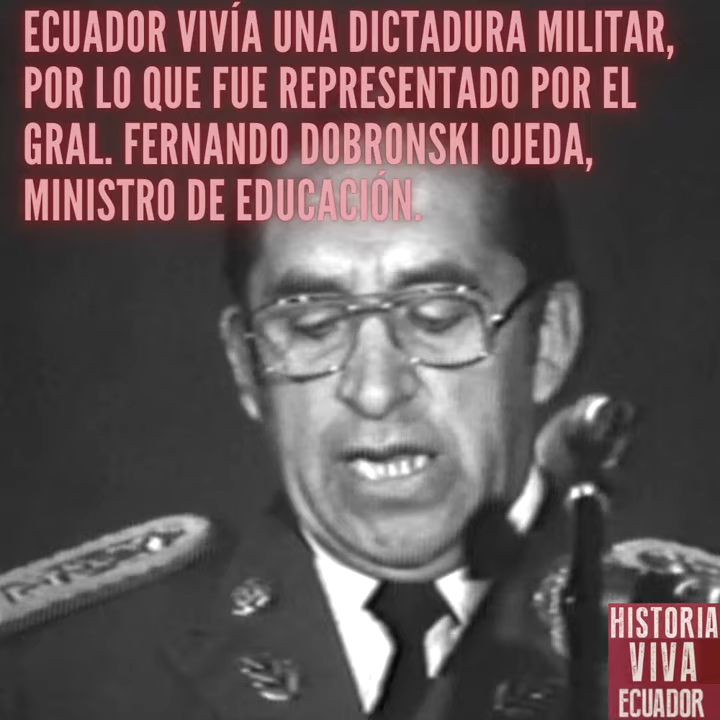 ECUADOR VIVÍA UNA DICTADURA MILITAR,
POR LO QUE FUE REPRESENTADO POR EL
GRAL. FERNANDO DOBRONSKI OJEDA,
MINISTRO DE EDUCACIÓN.
HISTORIA
VIVA
ECUADOR